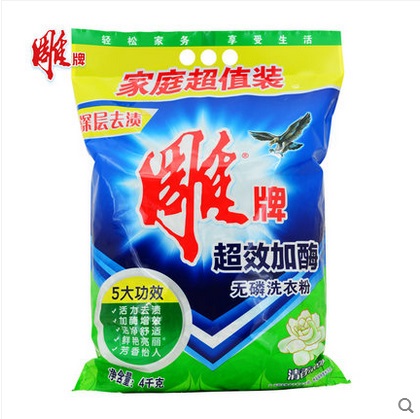 雕牌
轻松家务 享受生活
家庭超值装
深层去渍
雕®牌
超效加酶
无磷洗衣粉
5大功效
活力去渍
加酶增效
洗净舒适
鲜艳亮丽
芳香怡人
净含量：4千克
清